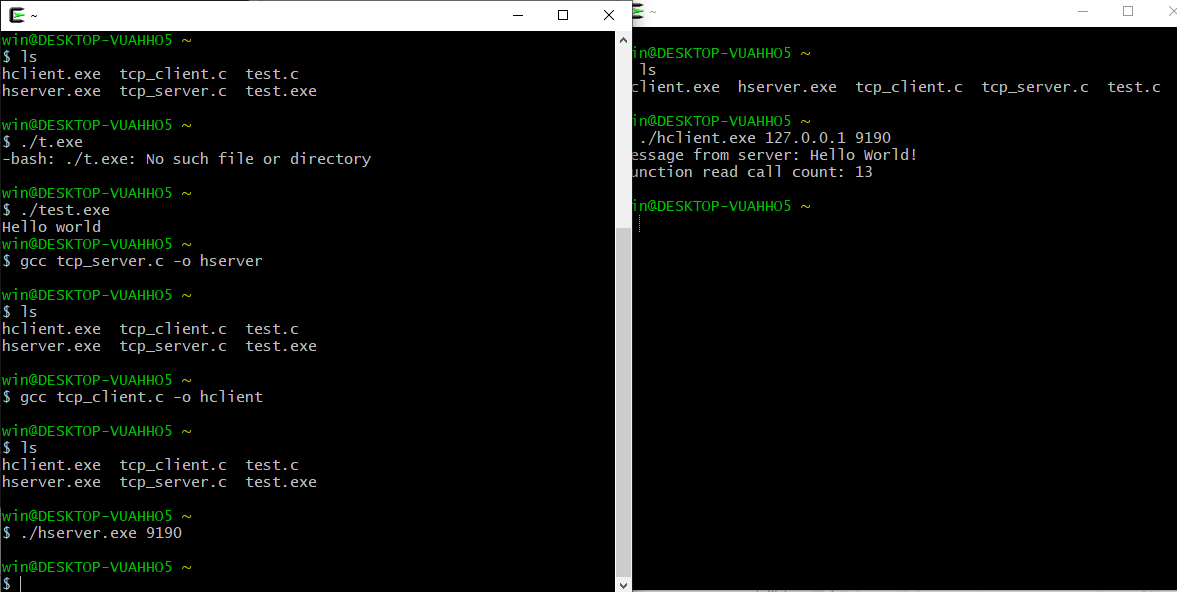 ~
win@DESKTOP-VUAHHO5 ~
$ ls
hclient.exe  tcp_client.c  test.c
hserver.exe  tcp_server.c  test.exe
win@DESKTOP-VUAHHO5 ~
$ ./t.exe
-bash: ./t.exe: No such file or directory
win@DESKTOP-VUAHHO5 ~
$ ./test.exe
Hello world
win@DESKTOP-VUAHHO5 ~
$ gcc tcp_server.c -o hserver
win@DESKTOP-VUAHHO5 ~
$ ls
hclient.exe  tcp_client.c  test.c
hserver.exe  tcp_server.c  test.exe
win@DESKTOP-VUAHHO5 ~
$ gcc tcp_client.c -o hclient
win@DESKTOP-VUAHHO5 ~
$ ls
hclient.exe  tcp_client.c  test.c
hserver.exe  tcp_server.c  test.exe
win@DESKTOP-VUAHHO5 ~
$ ./hserver.exe 9190
win@DESKTOP-VUAHHO5 ~
$
~
in@DESKTOP-VUAHHO5 ~
ls
client.exe  hserver.exe  tcp_client.c  tcp_server.c  test.c
in@DESKTOP-VUAHHO5 ~
./hclient.exe 127.0.0.1 9190
essage from server: Hello World!
unction read call count: 13
in@DESKTOP-VUAHHO5 ~